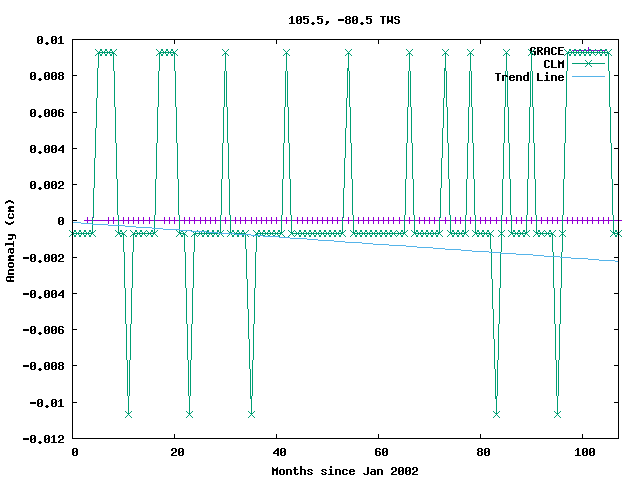 105.5, -80.5 TWS
0.01
0.008
0.006
0.004
0.002
0
-0.002
-0.004
-0.006
-0.008
-0.01
-0.012
Anomaly (cm)
GRACE
CLM
Trend Line
0 20 40 60 80 100
Months since Jan 2002